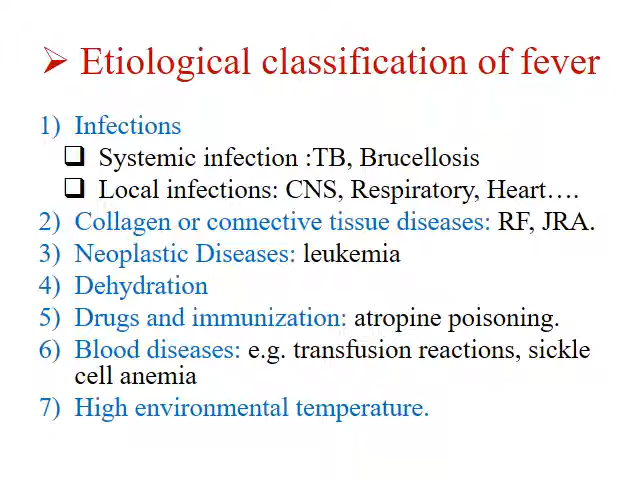 ➢ Etiological classification of fever
1) Infections
❑ Systemic infection :TB, Brucellosis
❑ Local infections: CNS, Respiratory, Heart….
2) Collagen or connective tissue diseases: RF, JRA.
3) Neoplastic Diseases: leukemia
4) Dehydration
5) Drugs and immunization: atropine poisoning.
6) Blood diseases: e.g. transfusion reactions, sickle
cell anemia
7) High environmental temperature.